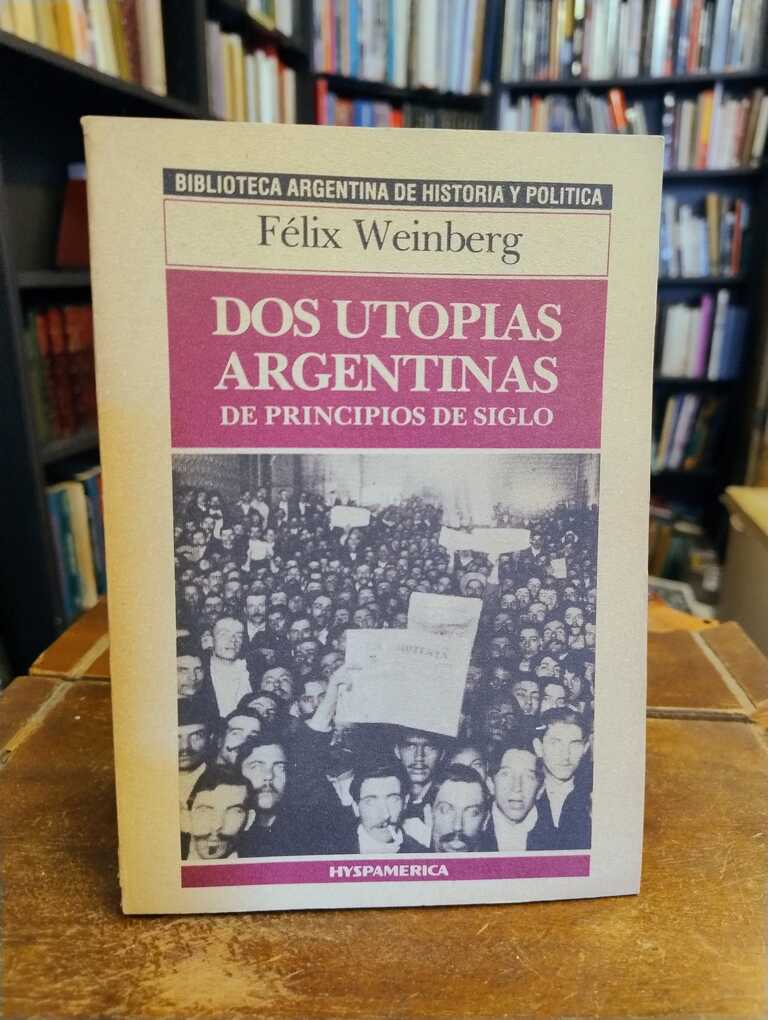 BIBLIOTECA ARGENTINA DE HISTORIA Y POLITICA
Félix Weinberg
DOS UTOPIAS
ARGENTINAS
DE PRINCIPIOS DE SIGLO
HYSPAMERICA